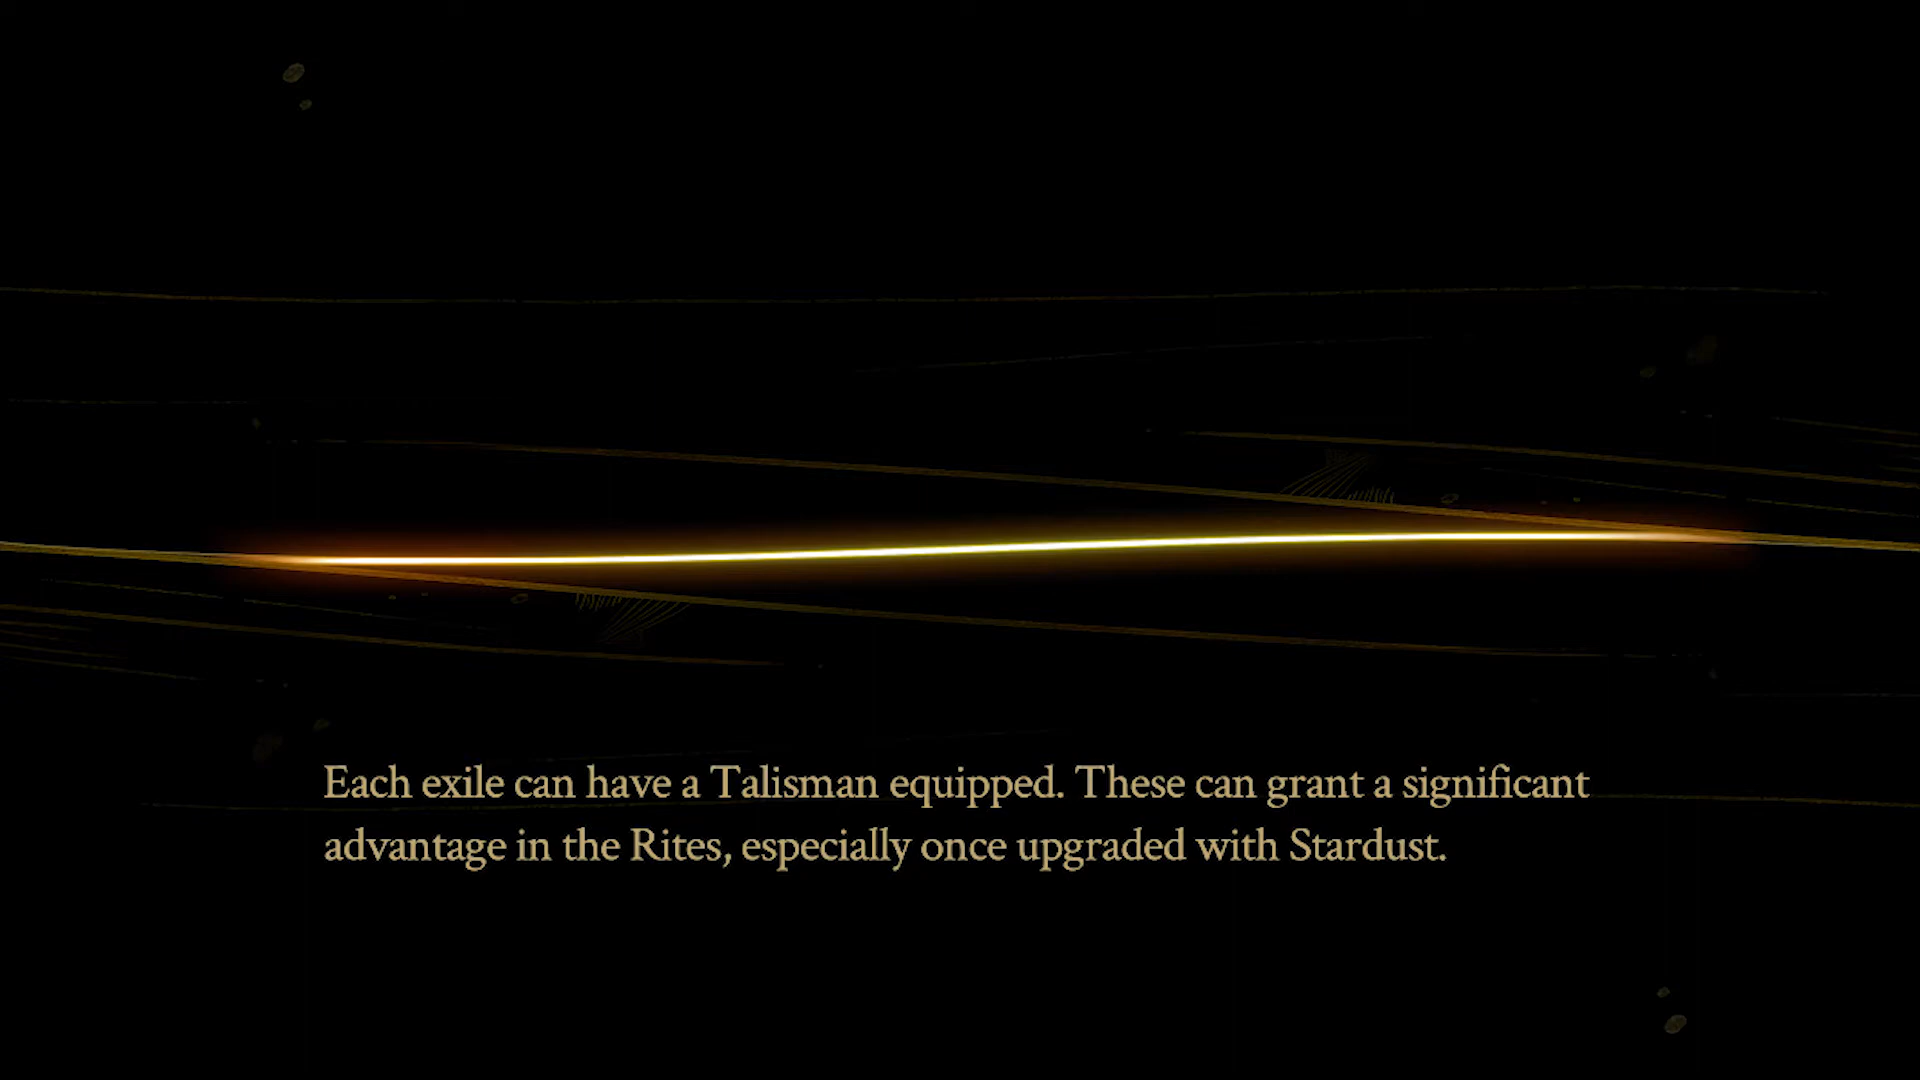 Each exile can have a Talisman equipped. These can grant a significant
advantage in the Rites, especially once upgraded with Stardust.